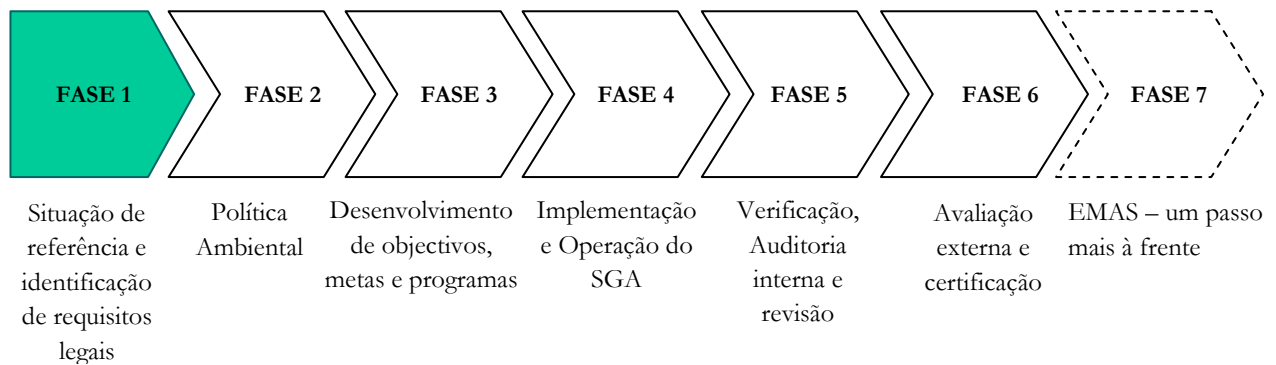 FASE 1
FASE 2
FASE 3
FASE 4
FASE 5
FASE 6
FASE 7
Situação de
referência e
identificação
de requisitos
legais
Política
Ambiental
Desenvolvimento
de objectivos,
metas e programas
Implementação
e Operação do
SGA
Verificação,
Auditoria
interna e
revisão
Avaliação
externa e
certificação
EMAS – um passo
mais à frente